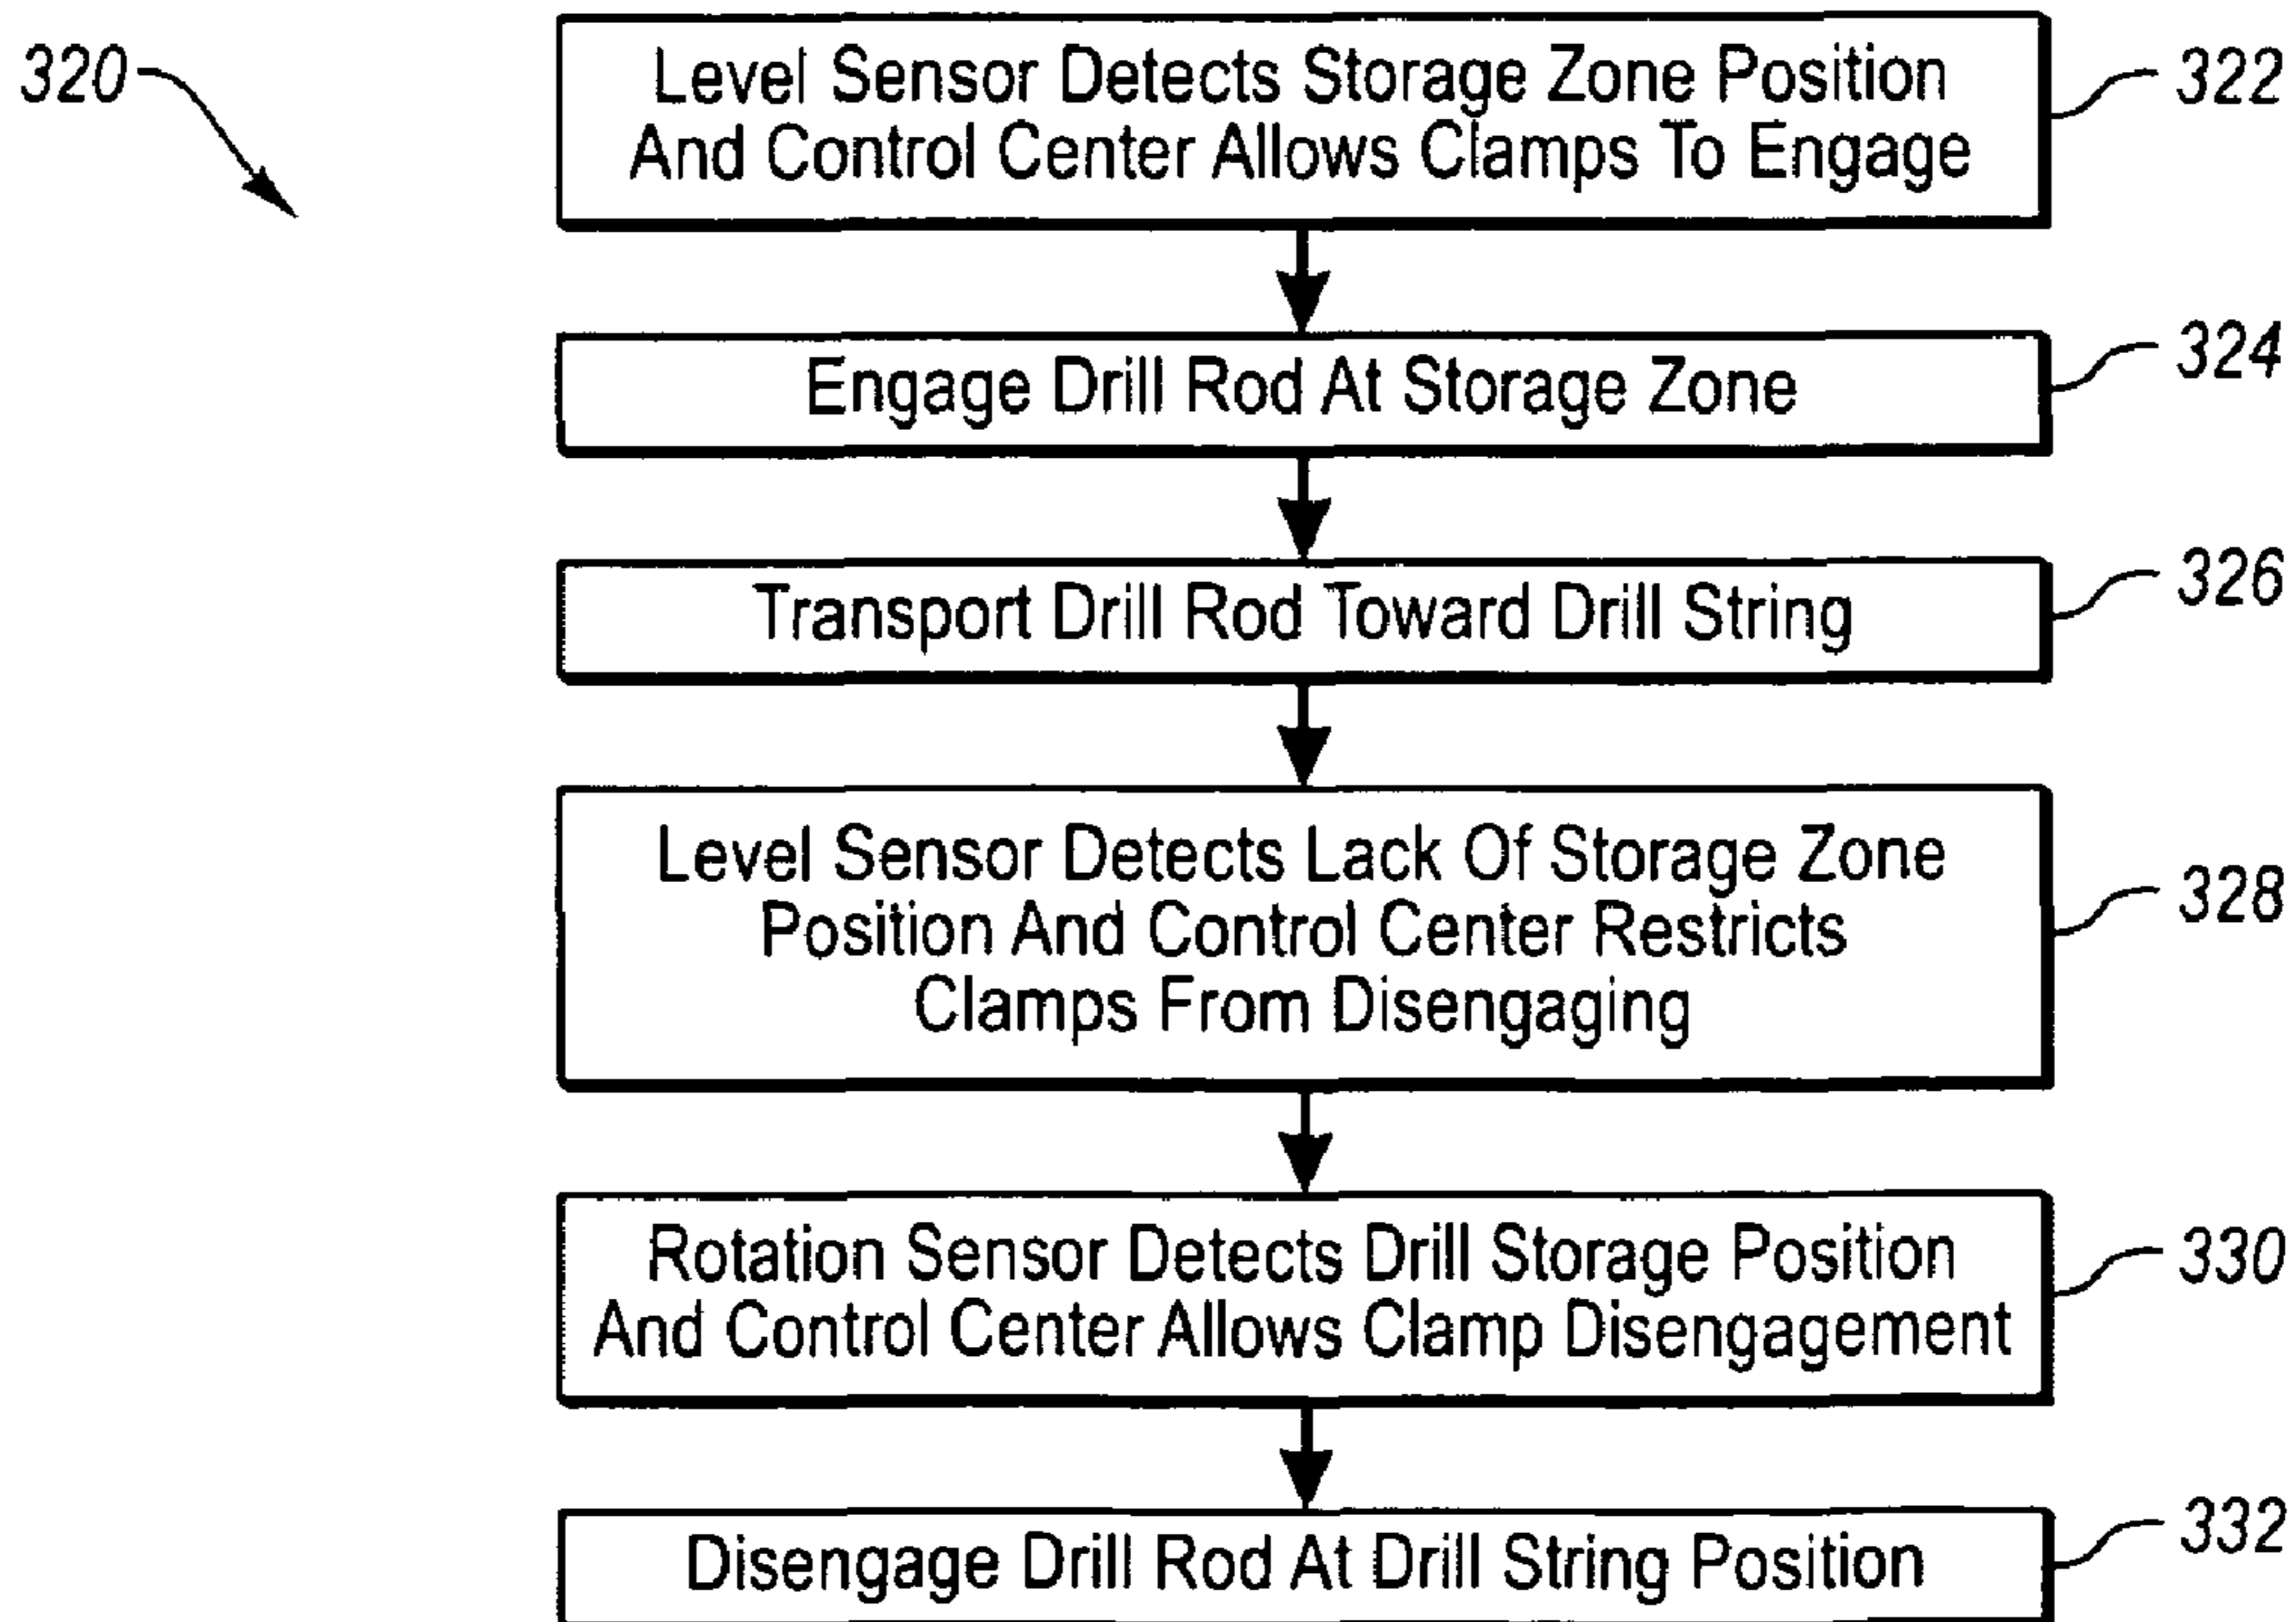 320
Level Sensor Detects Storage Zone Position
And Control Center Allows Clamps To Engage
322
Engage Drill Rod At Storage Zone
324
Transport Drill Rod Toward Drill String
326
Level Sensor Detects Lack Of Storage Zone
Position And Control Center Restricts
Clamps From Disengaging
328
Rotation Sensor Detects Drill Storage Position
And Control Center Allows Clamp Disengagement
330
Disengage Drill Rod At Drill String Position
332